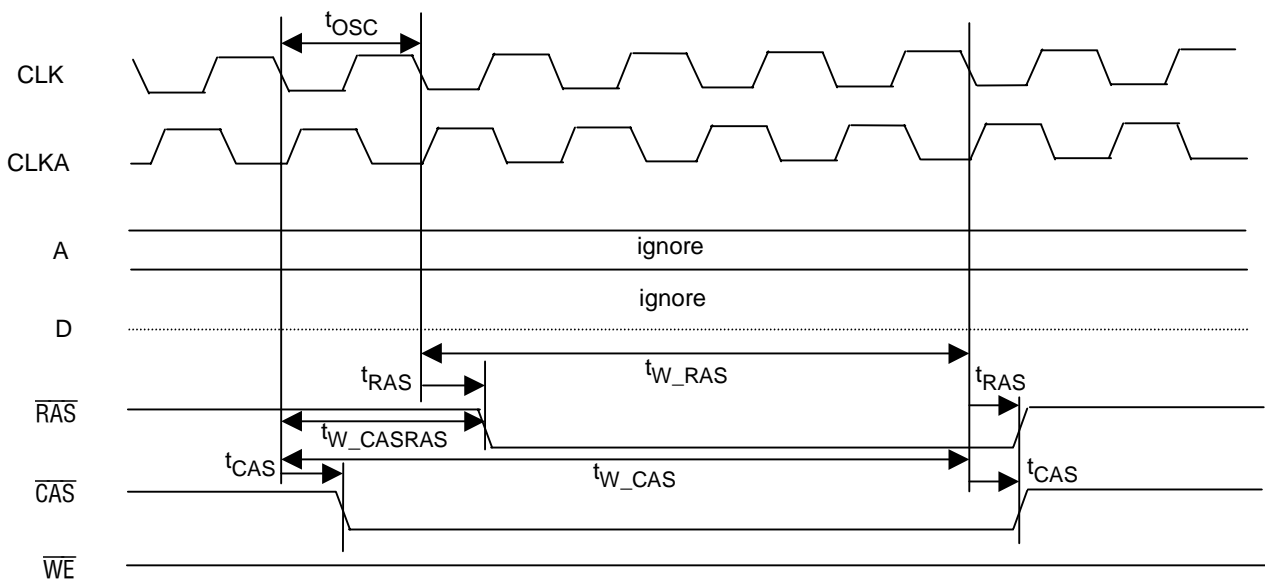 tOSC
CLK
CLKA
A ignore
D ignore
tRAS tW_RAS tRAS
RAS
tW_CASRAS
tCAS tW_CAS tCAS
CAS
WE